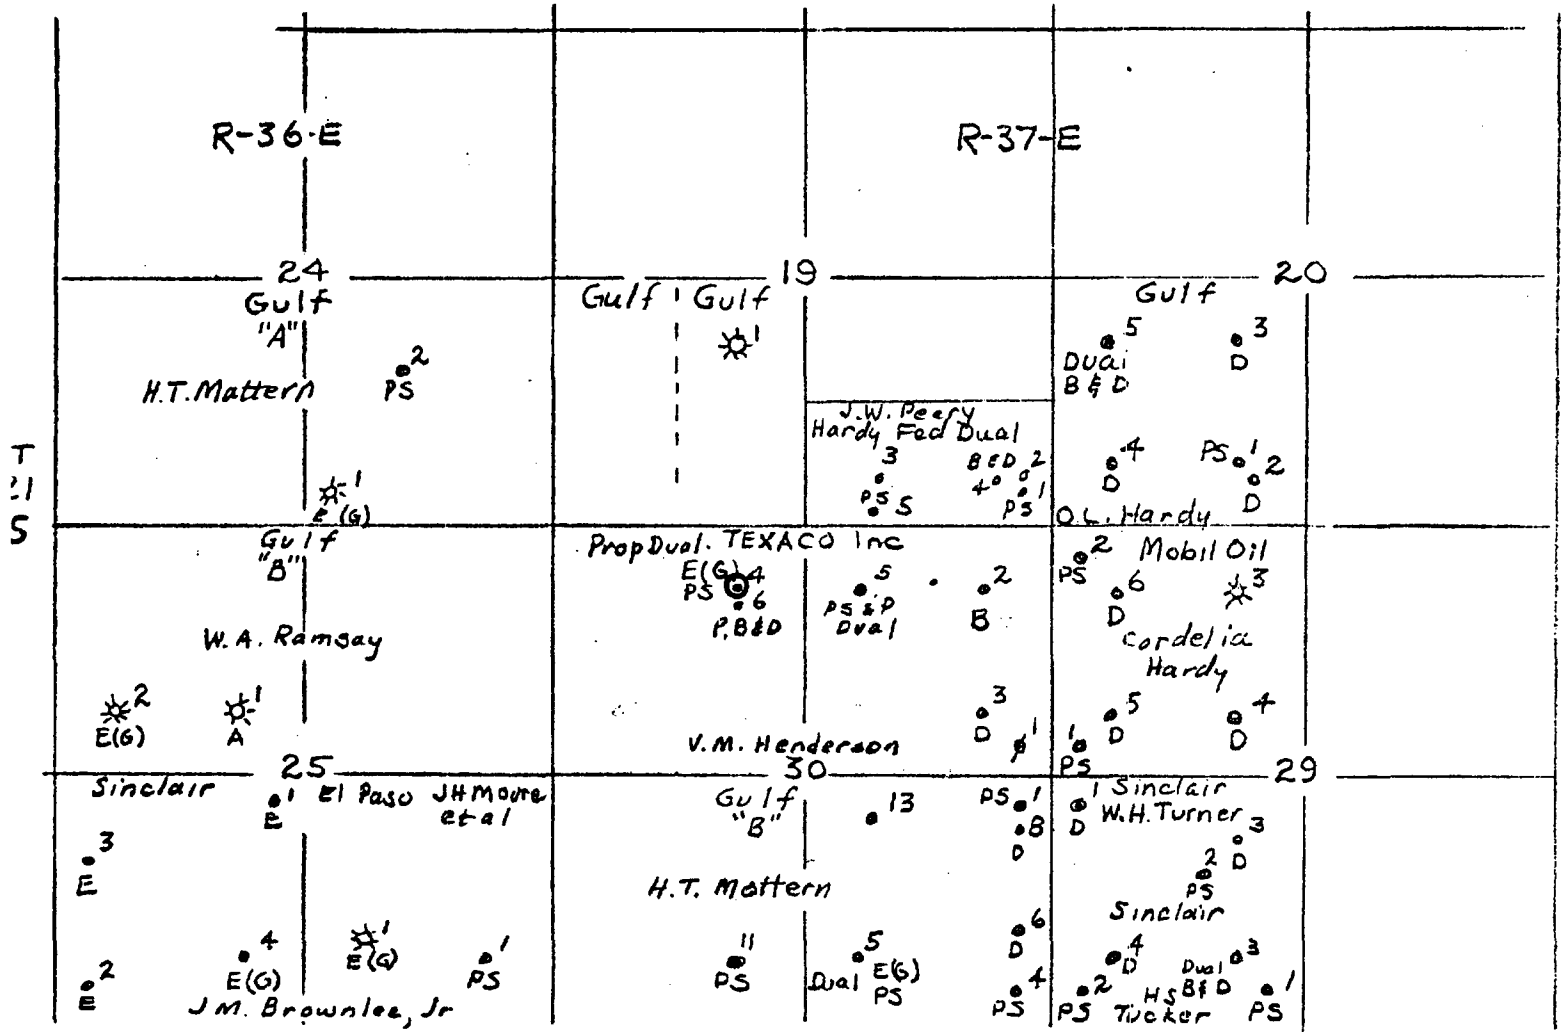 R-36-E
R-37-E
24
19
20
Gulf
"A"
Gulf
Gulf
Gulf
1
5
3
Dual
B & D
D
H.T. Mattern
2
PS
J.W. Peery
Hardy Fed Dual
T
21
S
3
PS
S
B & D
2
4
1
PS
4
D
PS 1
2
D
O.L. Hardy
1
E (G)
Gulf
"B"
Prop Dual. TEXACO Inc
E(G) 4
PS
6
P, B & D
5
PS & D
Dual
2
B
2
PS
Mobil Oil
6
D
3
Cordelia
Hardy
W.A. Ramsay
2
E(G)
1
A
V.M. Henderson
3
D
1
5
D
4
D
1
PS
25
30
29
Sinclair
1
E
El Paso
J H Moore
et al
Gulf
"B"
13
PS 1
8
D
1
D
Sinclair
W.H. Turner
3
D
2
PS
3
E
H.T. Mattern
Sinclair
2
E
4
E(G)
1
E(G)
1
PS
11
PS
5
Dual E(G)
PS
6
D
4
PS
4
D
3
Dual
B & D
2
PS
HS
Tucker
1
PS
J.M. Brownlee, Jr